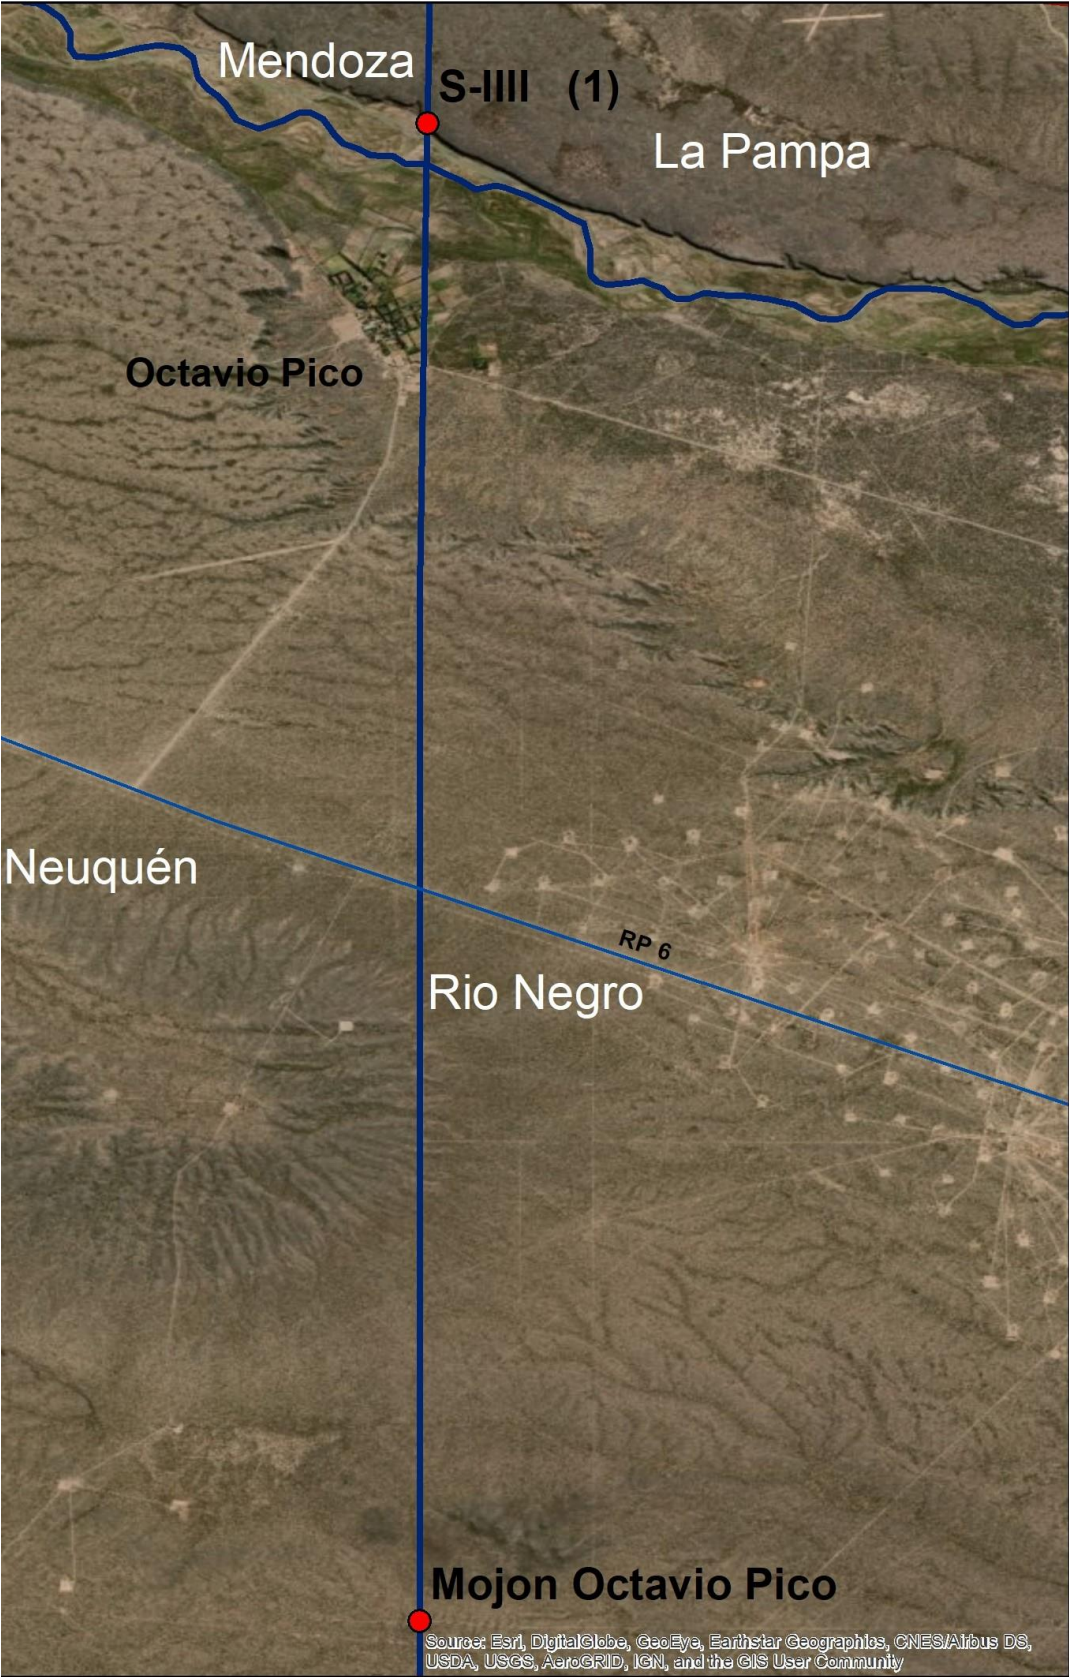 Mendoza
S-IIII (1)
La Pampa
Octavio Pico
Neuquén
RP 6
Rio Negro
Mojon Octavio Pico
Source: Esri, DigitalGlobe, GeoEye, Earthstar Geographics, CNES/Airbus DS,
USDA, USGS, AeroGRID, IGN, and the GIS User Community